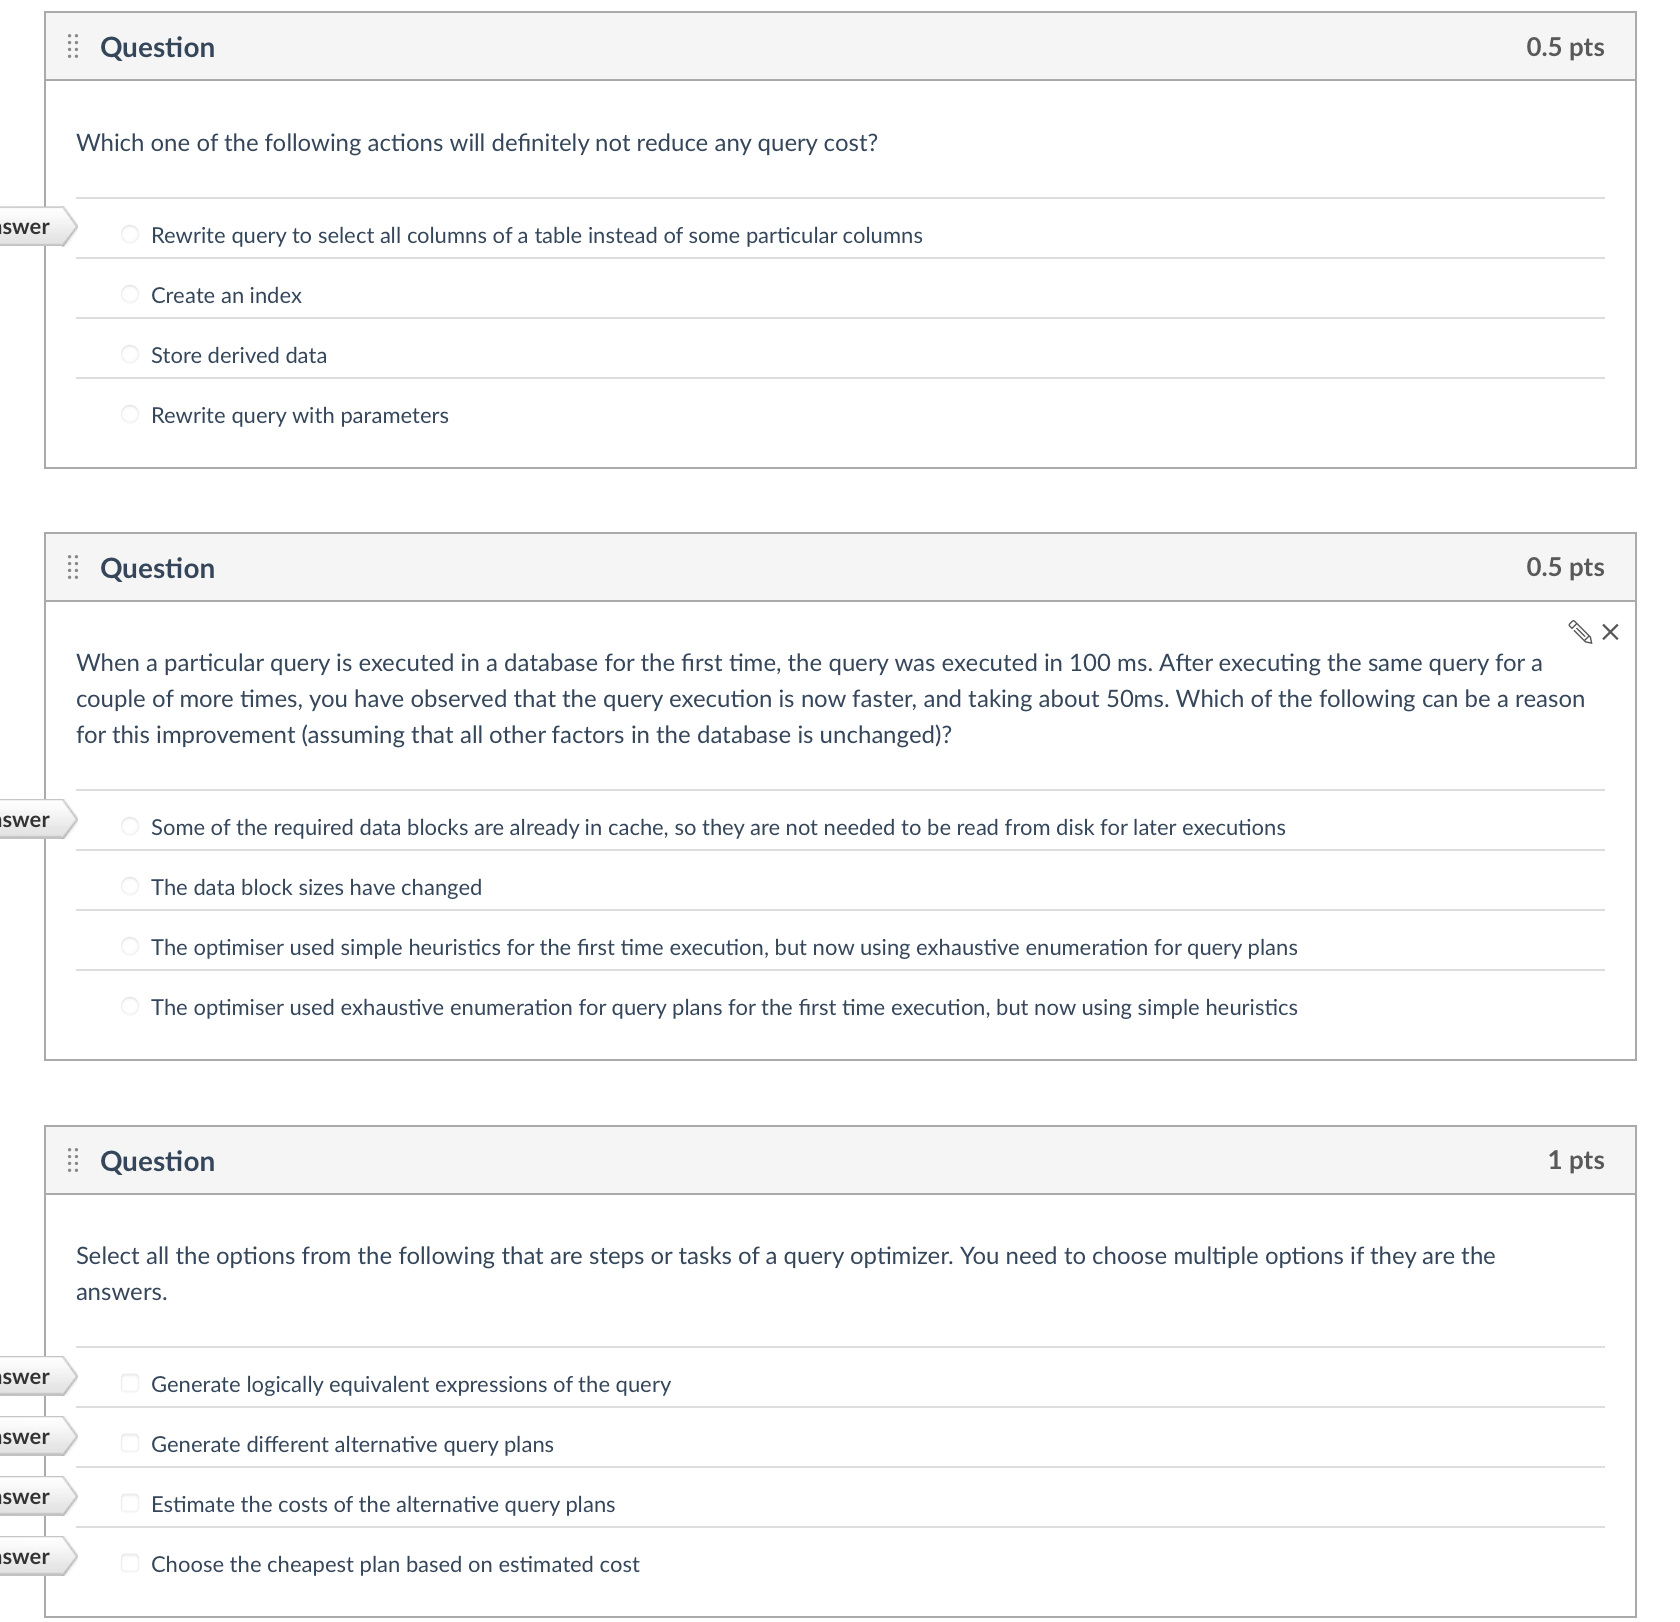 Question 0.5 pts
Which one of the following actions will definitely not reduce any query cost?
swer
Rewrite query to select all columns of a table instead of some particular columns
Create an index
Store derived data
Rewrite query with parameters
Question 0.5 pts
When a particular query is executed in a database for the first time, the query was executed in 100 ms. After executing the same query for a
couple of more times, you have observed that the query execution is now faster, and taking about 50ms. Which of the following can be a reason
for this improvement (assuming that all other factors in the database is unchanged)?
swer
Some of the required data blocks are already in cache, so they are not needed to be read from disk for later executions
The data block sizes have changed
The optimiser used simple heuristics for the first time execution, but now using exhaustive enumeration for query plans
The optimiser used exhaustive enumeration for query plans for the first time execution, but now using simple heuristics
Question 1 pts
Select all the options from the following that are steps or tasks of a query optimizer. You need to choose multiple options if they are the
answers.
swer
Generate logically equivalent expressions of the query
swer
Generate different alternative query plans
swer
Estimate the costs of the alternative query plans
swer
Choose the cheapest plan based on estimated cost